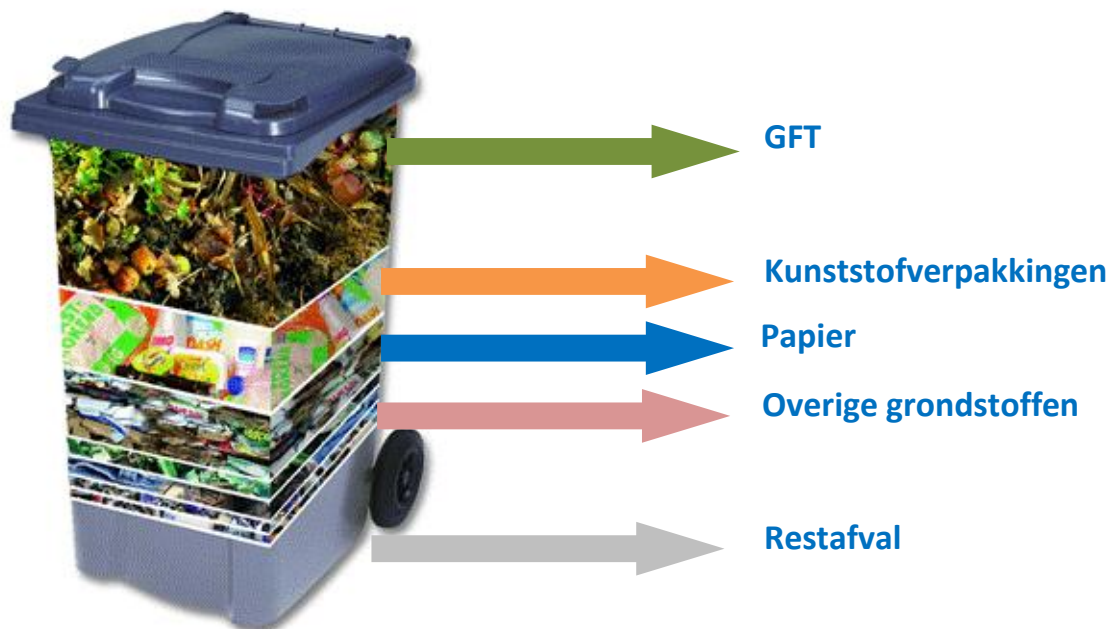 GFT
Kunststofverpakkingen
Papier
Overige grondstoffen
Restafval